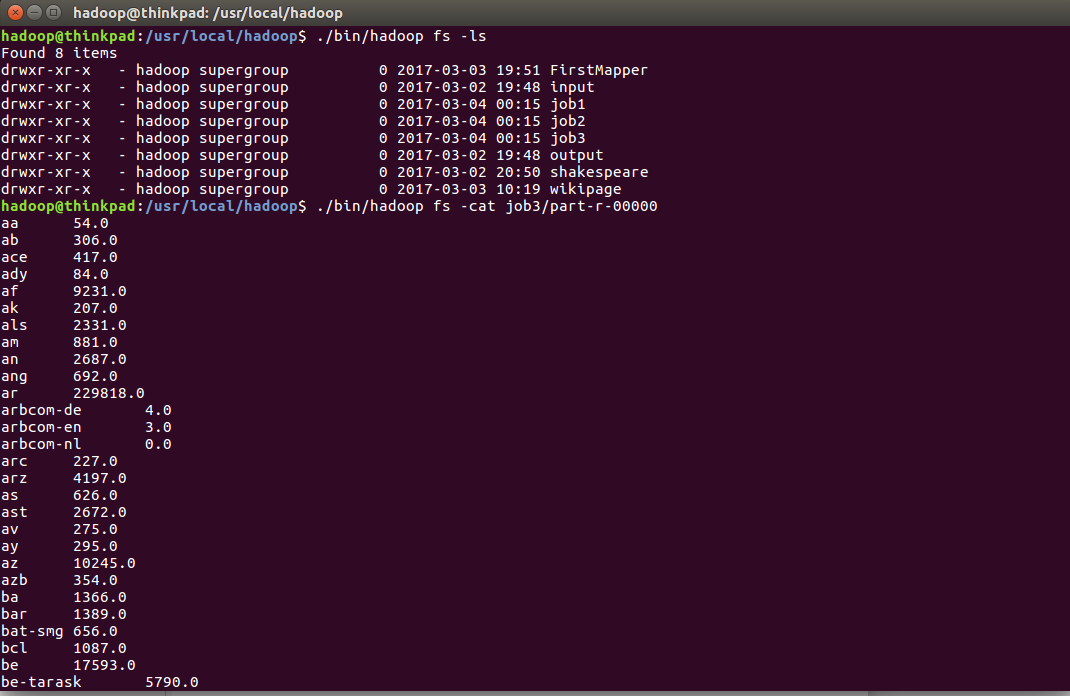 hadoop@thinkpad: /usr/local/hadoop
hadoop@thinkpad:/usr/local/hadoop$ ./bin/hadoop fs -ls
Found 8 items
drwxr-xr-x   - hadoop supergroup          0 2017-03-03 19:51 FirstMapper
drwxr-xr-x   - hadoop supergroup          0 2017-03-02 19:48 input
drwxr-xr-x   - hadoop supergroup          0 2017-03-04 00:15 job1
drwxr-xr-x   - hadoop supergroup          0 2017-03-04 00:15 job2
drwxr-xr-x   - hadoop supergroup          0 2017-03-04 00:15 job3
drwxr-xr-x   - hadoop supergroup          0 2017-03-02 19:48 output
drwxr-xr-x   - hadoop supergroup          0 2017-03-02 20:50 shakespeare
drwxr-xr-x   - hadoop supergroup          0 2017-03-03 10:19 wikipage
hadoop@thinkpad:/usr/local/hadoop$ ./bin/hadoop fs -cat job3/part-r-00000
aa      54.0
ab      306.0
ace     417.0
ady     84.0
af      9231.0
ak      207.0
als     2331.0
am      881.0
an      2687.0
ang     692.0
ar      229818.0
arbcom-de       4.0
arbcom-en       3.0
arbcom-nl       0.0
arc     227.0
arz     4197.0
as      626.0
ast     2672.0
av      275.0
ay      295.0
az      10245.0
azb     354.0
ba      1366.0
bar     1389.0
bat-smg 656.0
bcl     1087.0
be      17593.0
be-tarask       5790.0